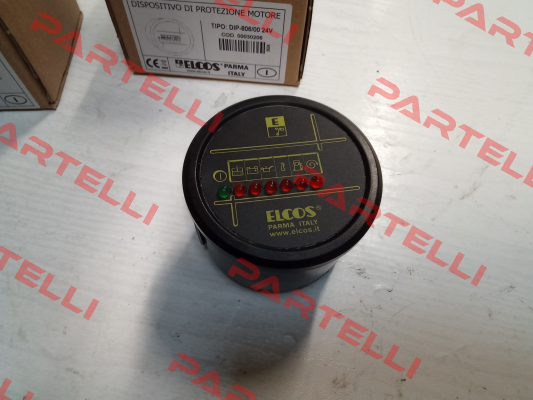 DISPOSITIVO DI PROTEZIONE MOTORE
TIPO: DIP-808/00 24V
ELCOS PARMA
ITALY
E
ELCOS
PARMA ITALY
www.elcos.it
PARTELLI
PARTELLI
PARTELLI
PARTELLI
PARTELLI
PARTELLI